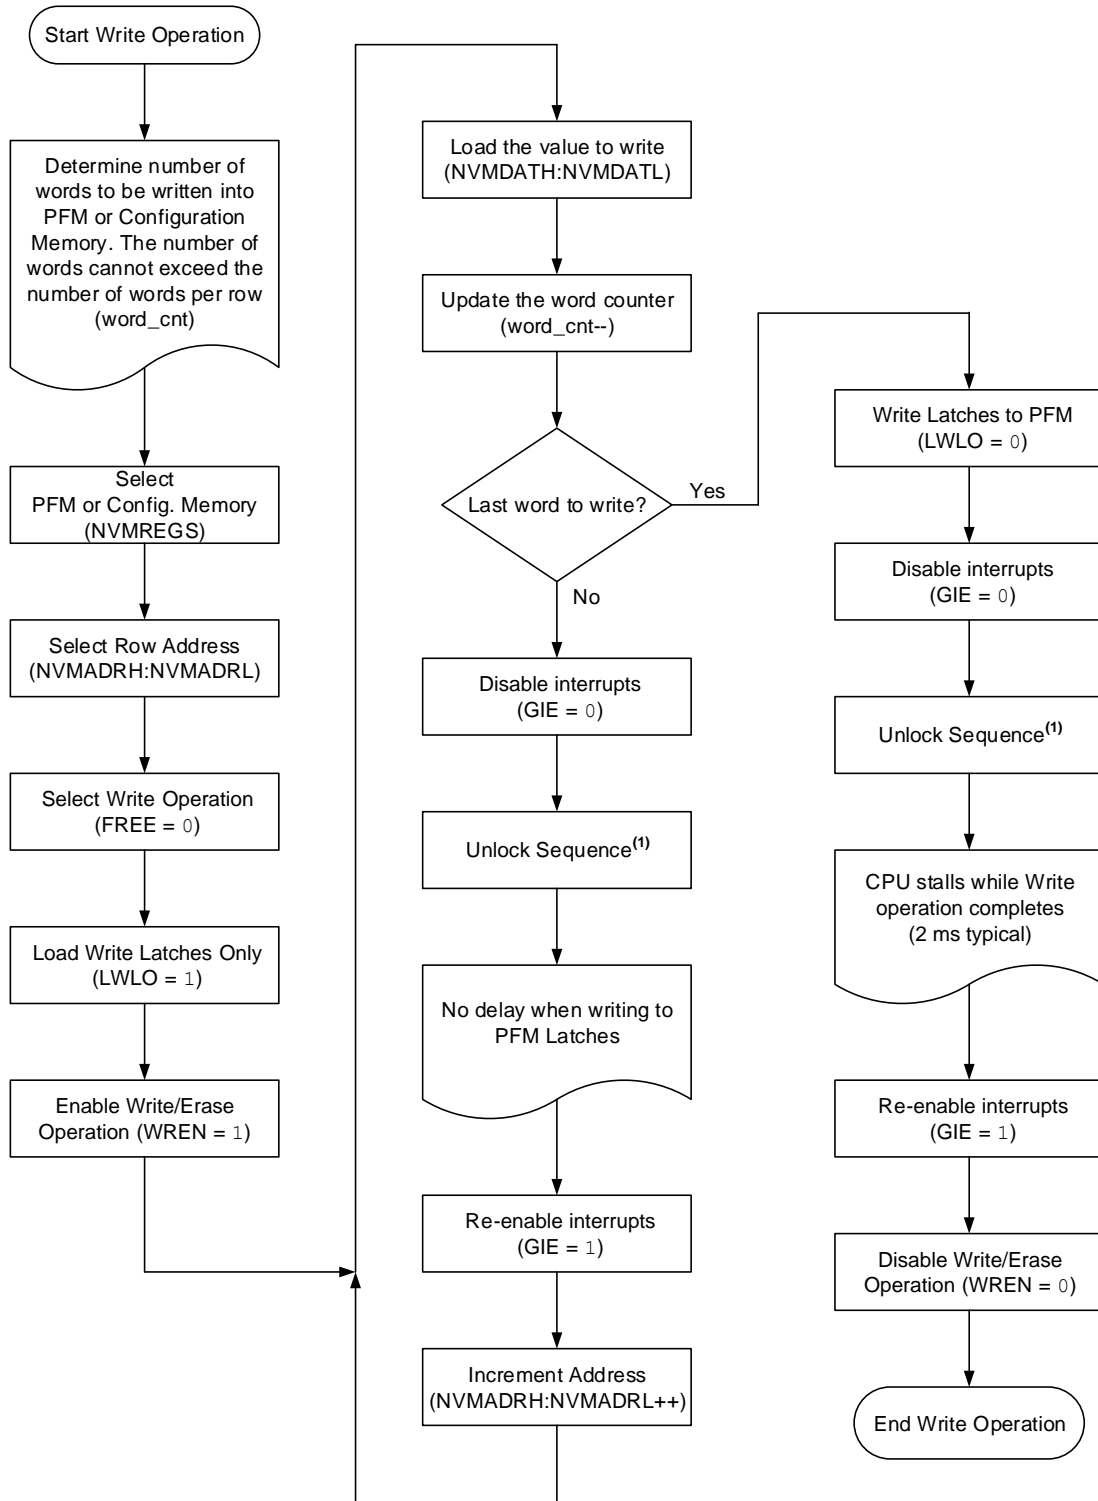 Start Write Operation
Determine number of
words to be written into
PFM or Configuration
Memory. The number of
words cannot exceed the
number of words per row
(word_cnt)
Select
PFM or Config. Memory
(NVMREGS)
Select Row Address
(NVMADRH:NVMADRL)
Select Write Operation
(FREE = 0)
Load Write Latches Only
(LWLO = 1)
Enable Write/Erase
Operation (WREN = 1)
Load the value to write
(NVMDATH:NVMDATL)
Update the word counter
(word_cnt--)
Last word to write?
Yes
No
Disable interrupts
(GIE = 0)
Unlock Sequence(1)
No delay when writing to
PFM Latches
Re-enable interrupts
(GIE = 1)
Increment Address
(NVMADRH:NVMADRL++)
Write Latches to PFM
(LWLO = 0)
Disable interrupts
(GIE = 0)
Unlock Sequence(1)
CPU stalls while Write
operation completes
(2 ms typical)
Re-enable interrupts
(GIE = 1)
Disable Write/Erase
Operation (WREN = 0)
End Write Operation